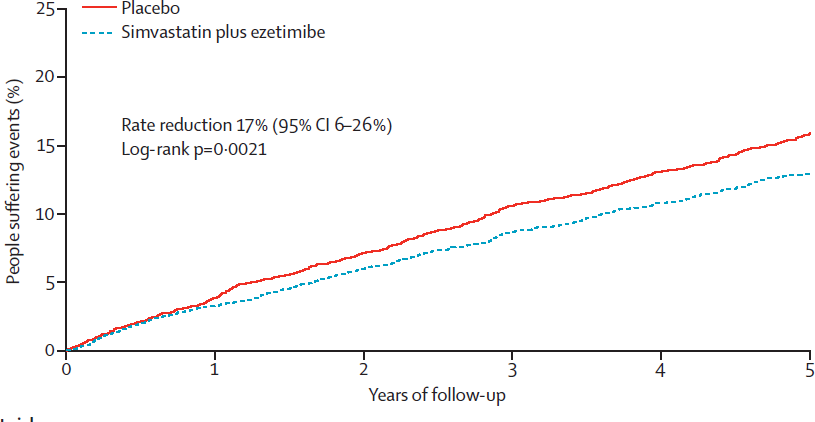 25
Placebo
Simvastatin plus ezetimibe
20
Rate reduction 17% (95% CI 6–26%)
Log-rank p=0·0021
15
10
5
0
People suffering events (%)
0 1 2 3 4 5
Years of follow-up